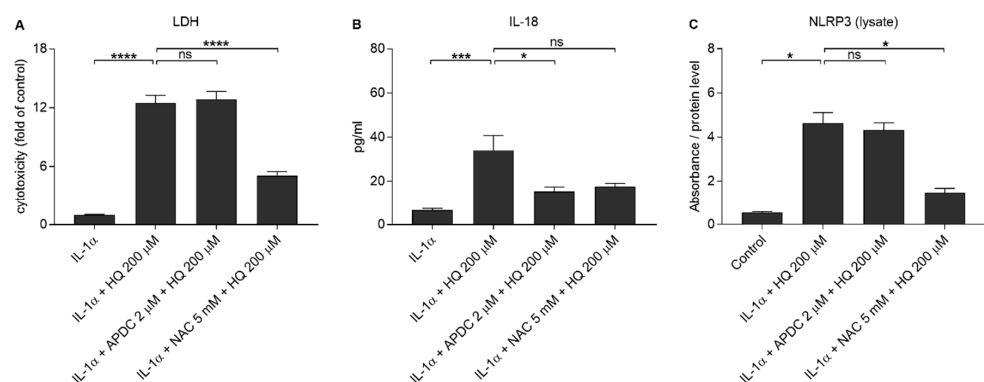 A
LDH
cytotoxicity (fold of control)
18
12
6
0
****
ns
****
IL-1α
IL-1α + HQ 200 µM
IL-1α + APDC 2 µM + HQ 200 µM
IL-1α + NAC 5 mM + HQ 200 µM
B
IL-18
pg/ml
80
60
40
20
0
***
*
ns
IL-1α
IL-1α + HQ 200 µM
IL-1α + APDC 2 µM + HQ 200 µM
IL-1α + NAC 5 mM + HQ 200 µM
C
NLRP3 (lysate)
Absorbance / protein level
8
6
4
2
0
*
ns
*
Control
IL-1α + HQ 200 µM
IL-1α + APDC 2 µM + HQ 200 µM
IL-1α + NAC 5 mM + HQ 200 µM